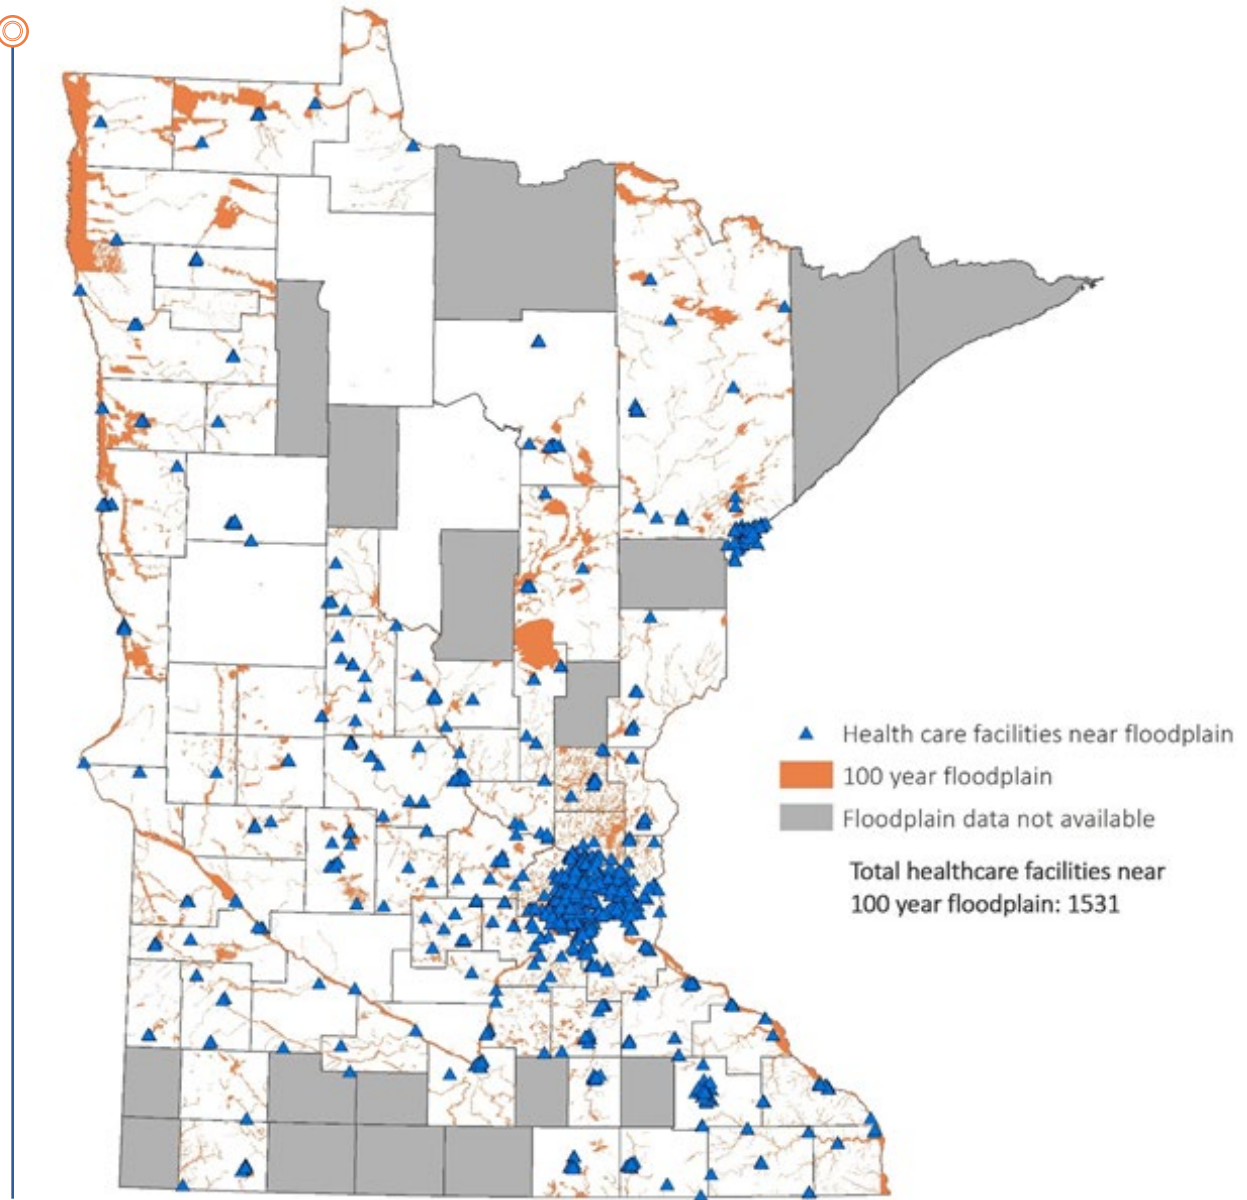 Health care facilities near floodplain
100 year floodplain
Floodplain data not available
Total healthcare facilities near
100 year floodplain: 1531